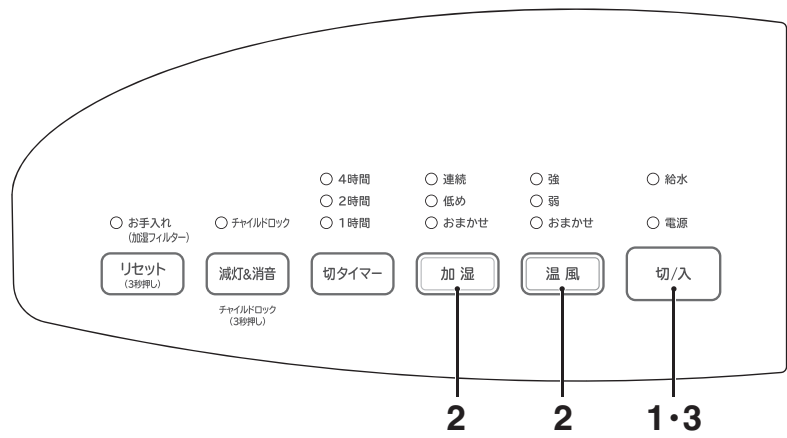 4時間
2時間
1時間
連続
低め
おまかせ
強
弱
おまかせ
給水
電源
お手入れ
(加湿フィルター)
チャイルドロック
リセット
(3秒押し)
減灯&消音
切タイマー
加湿
温風
切/入
チャイルドロック
(3秒押し)
2
2
1・3